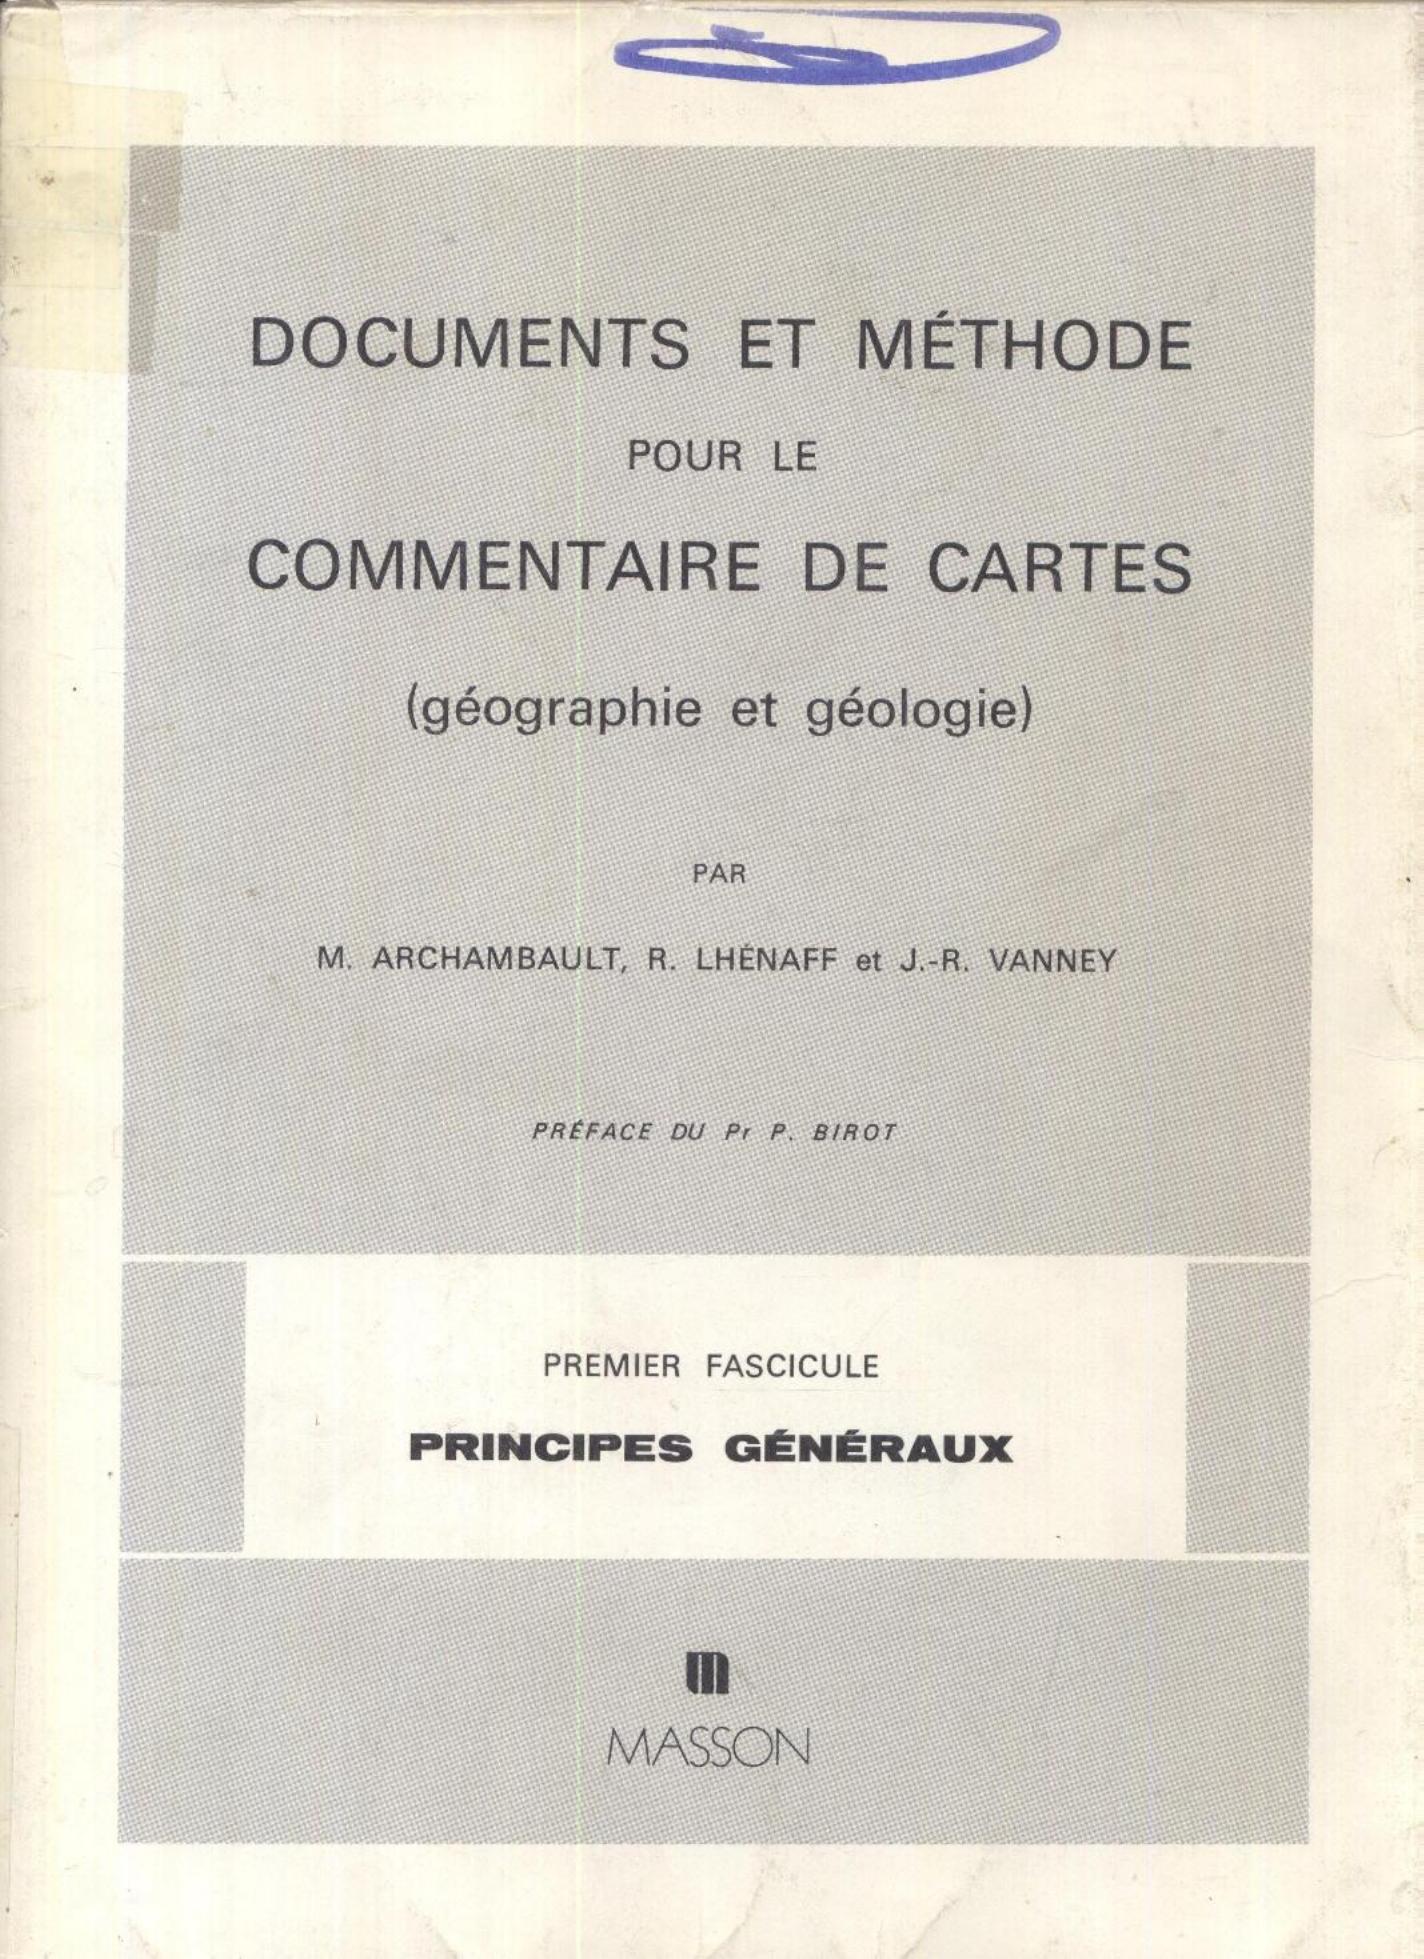 DOCUMENTS ET MÉTHODE
POUR LE
COMMENTAIRE DE CARTES
(géographie et géologie)
PAR
M. ARCHAMBAULT, R. LHÉNAFF et J.-R. VANNEY
PRÉFACE DU Pr P. BIROT
PREMIER FASCICULE
PRINCIPES GÉNÉRAUX
m
MASSON